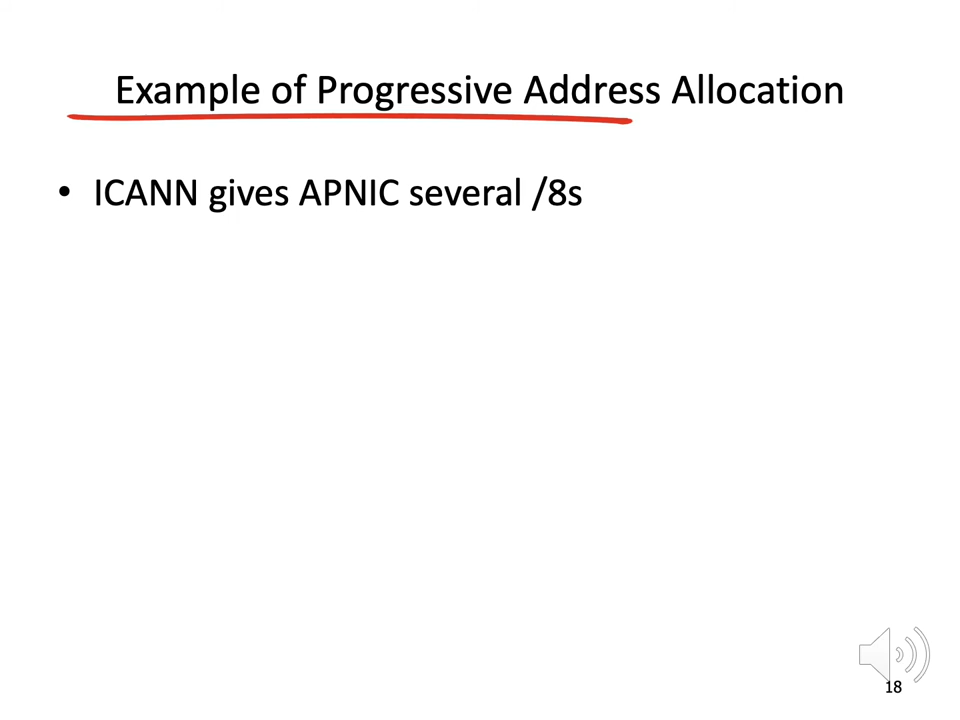 Example of Progressive Address Allocation
• ICANN gives APNIC several /8s
18